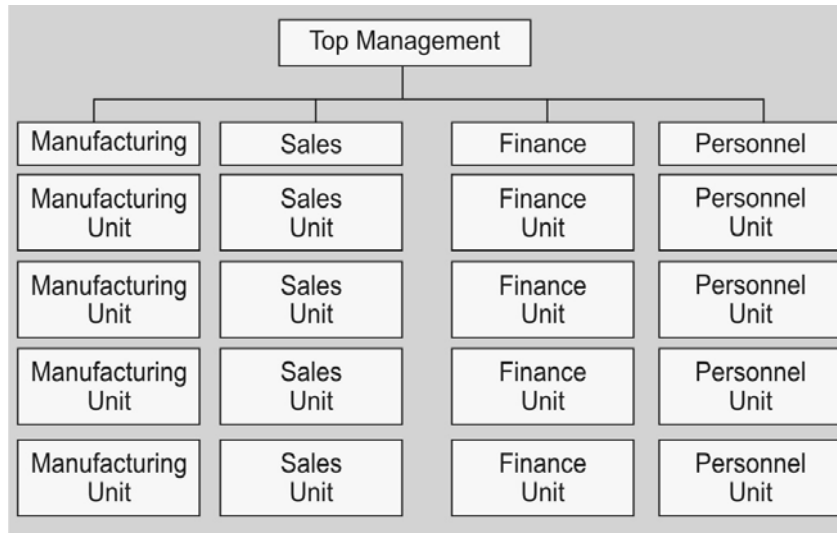 Top Management
Manufacturing
Sales
Finance
Personnel
Manufacturing
Unit
Sales
Unit
Finance
Unit
Personnel
Unit
Manufacturing
Unit
Sales
Unit
Finance
Unit
Personnel
Unit
Manufacturing
Unit
Sales
Unit
Finance
Unit
Personnel
Unit
Manufacturing
Unit
Sales
Unit
Finance
Unit
Personnel
Unit